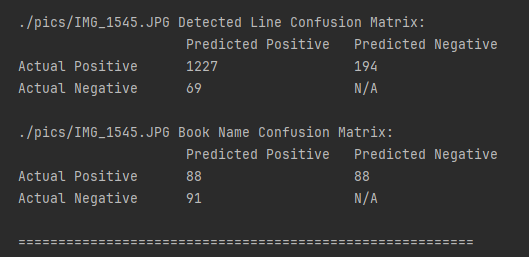 ./pics/IMG_1545.JPG Detected Line Confusion Matrix:
Predicted Positive Predicted Negative
Actual Positive 1227 194
Actual Negative 69 N/A
./pics/IMG_1545.JPG Book Name Confusion Matrix:
Predicted Positive Predicted Negative
Actual Positive 88 88
Actual Negative 91 N/A
=========================================================